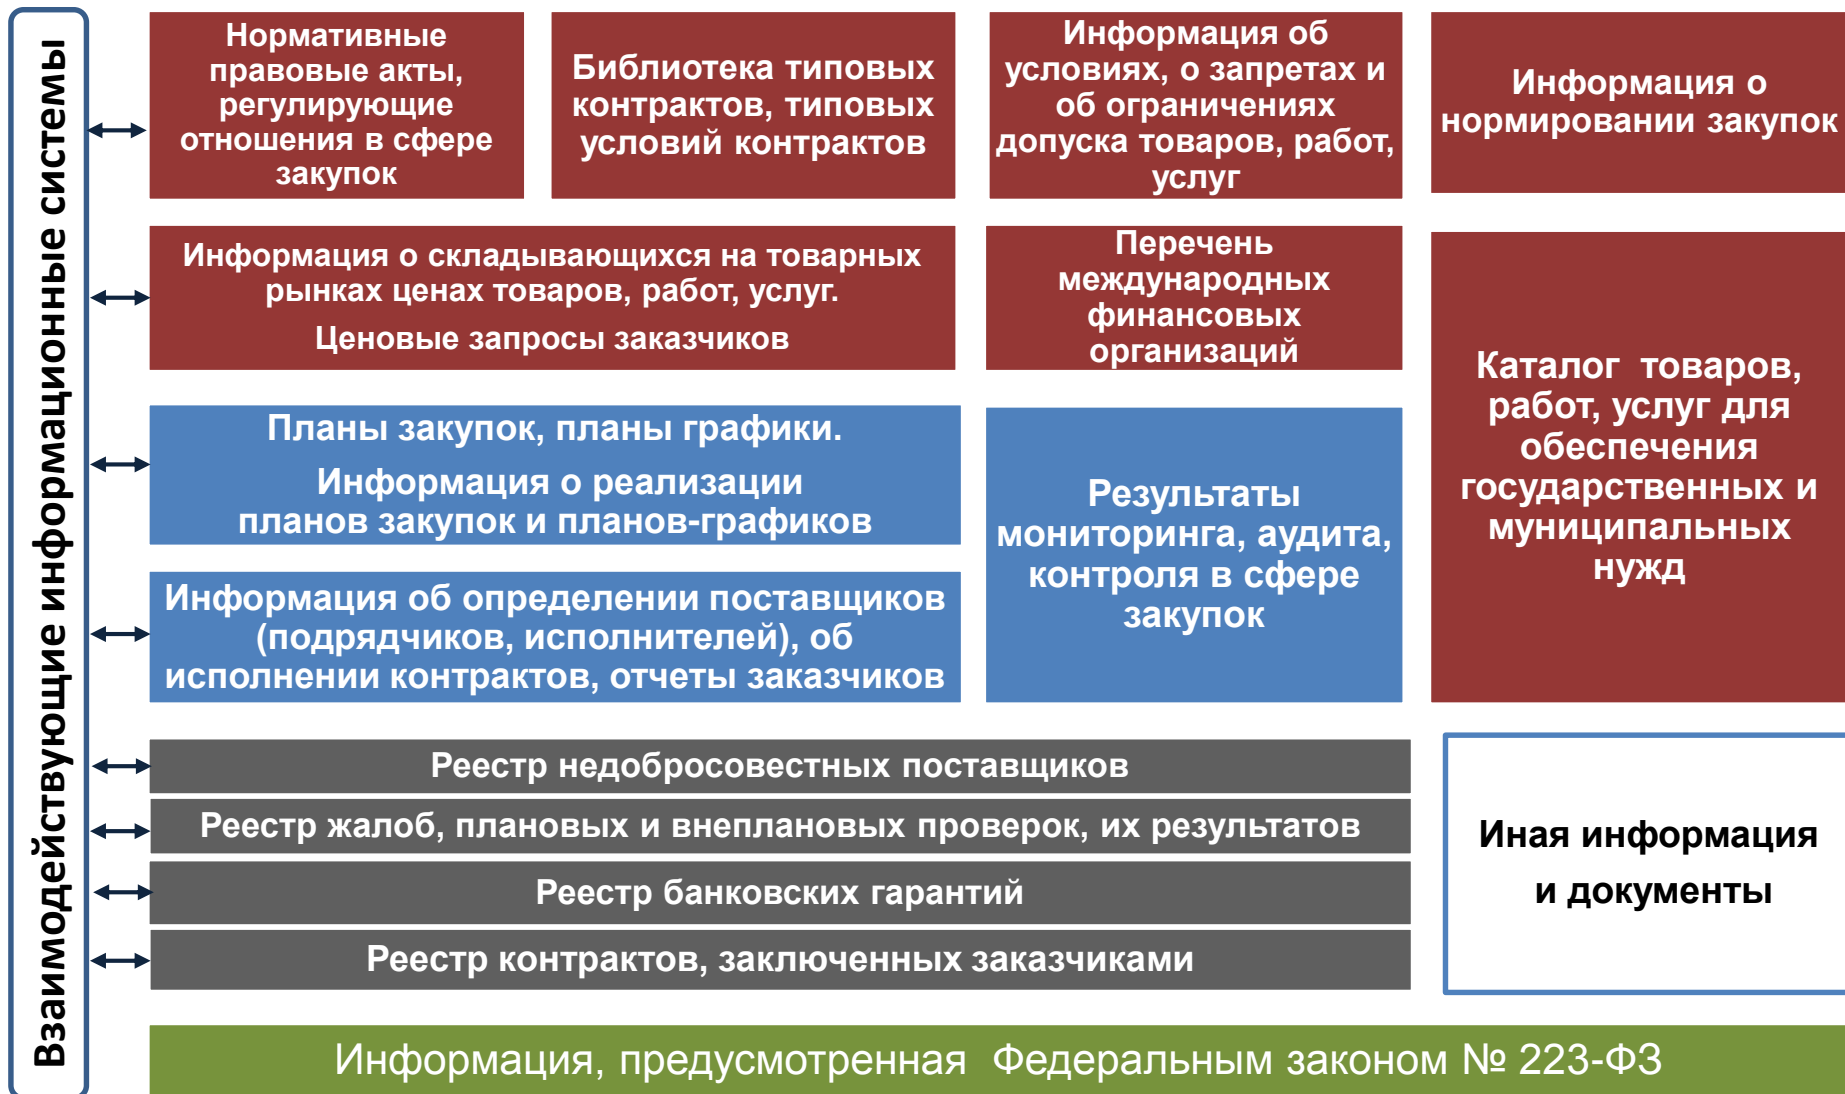 Взаимодействующие информационные системы
Нормативные
правовые акты,
регулирующие
отношения в сфере
закупок
Библиотека типовых
контрактов, типовых
условий контрактов
Информация об
условиях, о запретах и
об ограничениях
допуска товаров, работ,
услуг
Информация о
нормировании закупок
Информация о складывающихся на товарных
рынках ценах товаров, работ, услуг.
Ценовые запросы заказчиков
Перечень
международных
финансовых
организаций
Каталог товаров,
работ, услуг для
обеспечения
государственных и
муниципальных
нужд
Планы закупок, планы графики.
Информация о реализации
планов закупок и планов-графиков
Результаты
мониторинга, аудита,
контроля в сфере
закупок
Информация об определении поставщиков
(подрядчиков, исполнителей), об
исполнении контрактов, отчеты заказчиков
Реестр недобросовестных поставщиков
Реестр жалоб, плановых и внеплановых проверок, их результатов
Реестр банковских гарантий
Реестр контрактов, заключенных заказчиками
Иная информация
и документы
Информация, предусмотренная Федеральным законом № 223-ФЗ